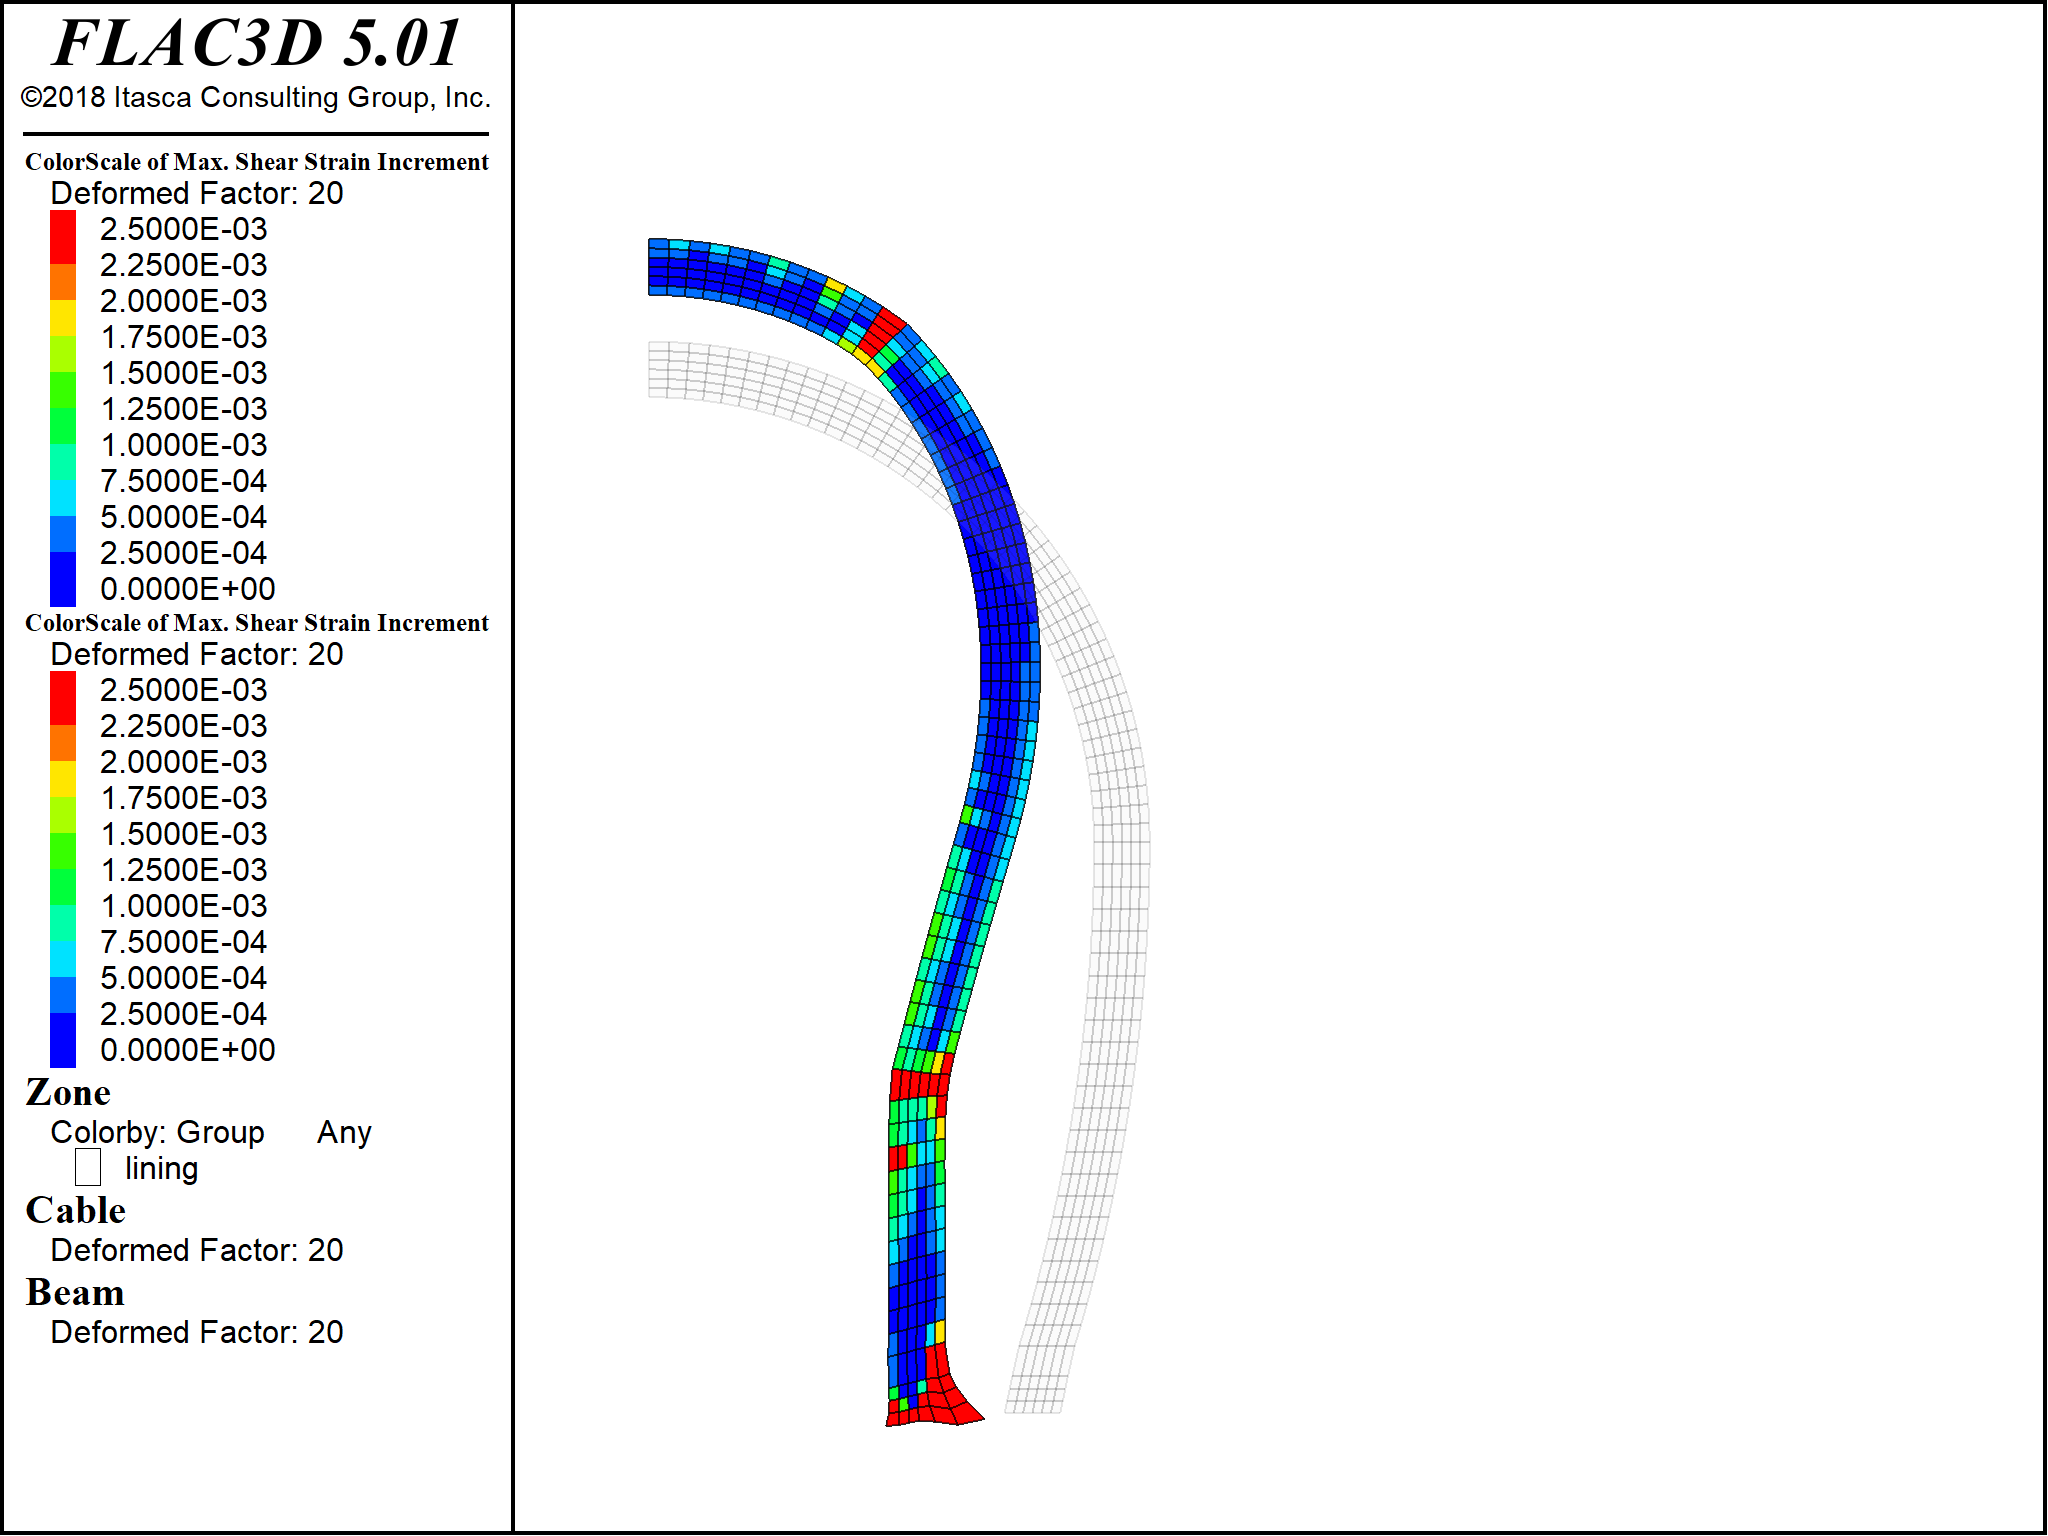 FLAC3D 5.01
©2018 Itasca Consulting Group, Inc.
ColorScale of Max. Shear Strain Increment
Deformed Factor: 20
2.5000E-03
2.2500E-03
2.0000E-03
1.7500E-03
1.5000E-03
1.2500E-03
1.0000E-03
7.5000E-04
5.0000E-04
2.5000E-04
0.0000E+00
ColorScale of Max. Shear Strain Increment
Deformed Factor: 20
2.5000E-03
2.2500E-03
2.0000E-03
1.7500E-03
1.5000E-03
1.2500E-03
1.0000E-03
7.5000E-04
5.0000E-04
2.5000E-04
0.0000E+00
Zone
Colorby: Group Any
lining
Cable
Deformed Factor: 20
Beam
Deformed Factor: 20